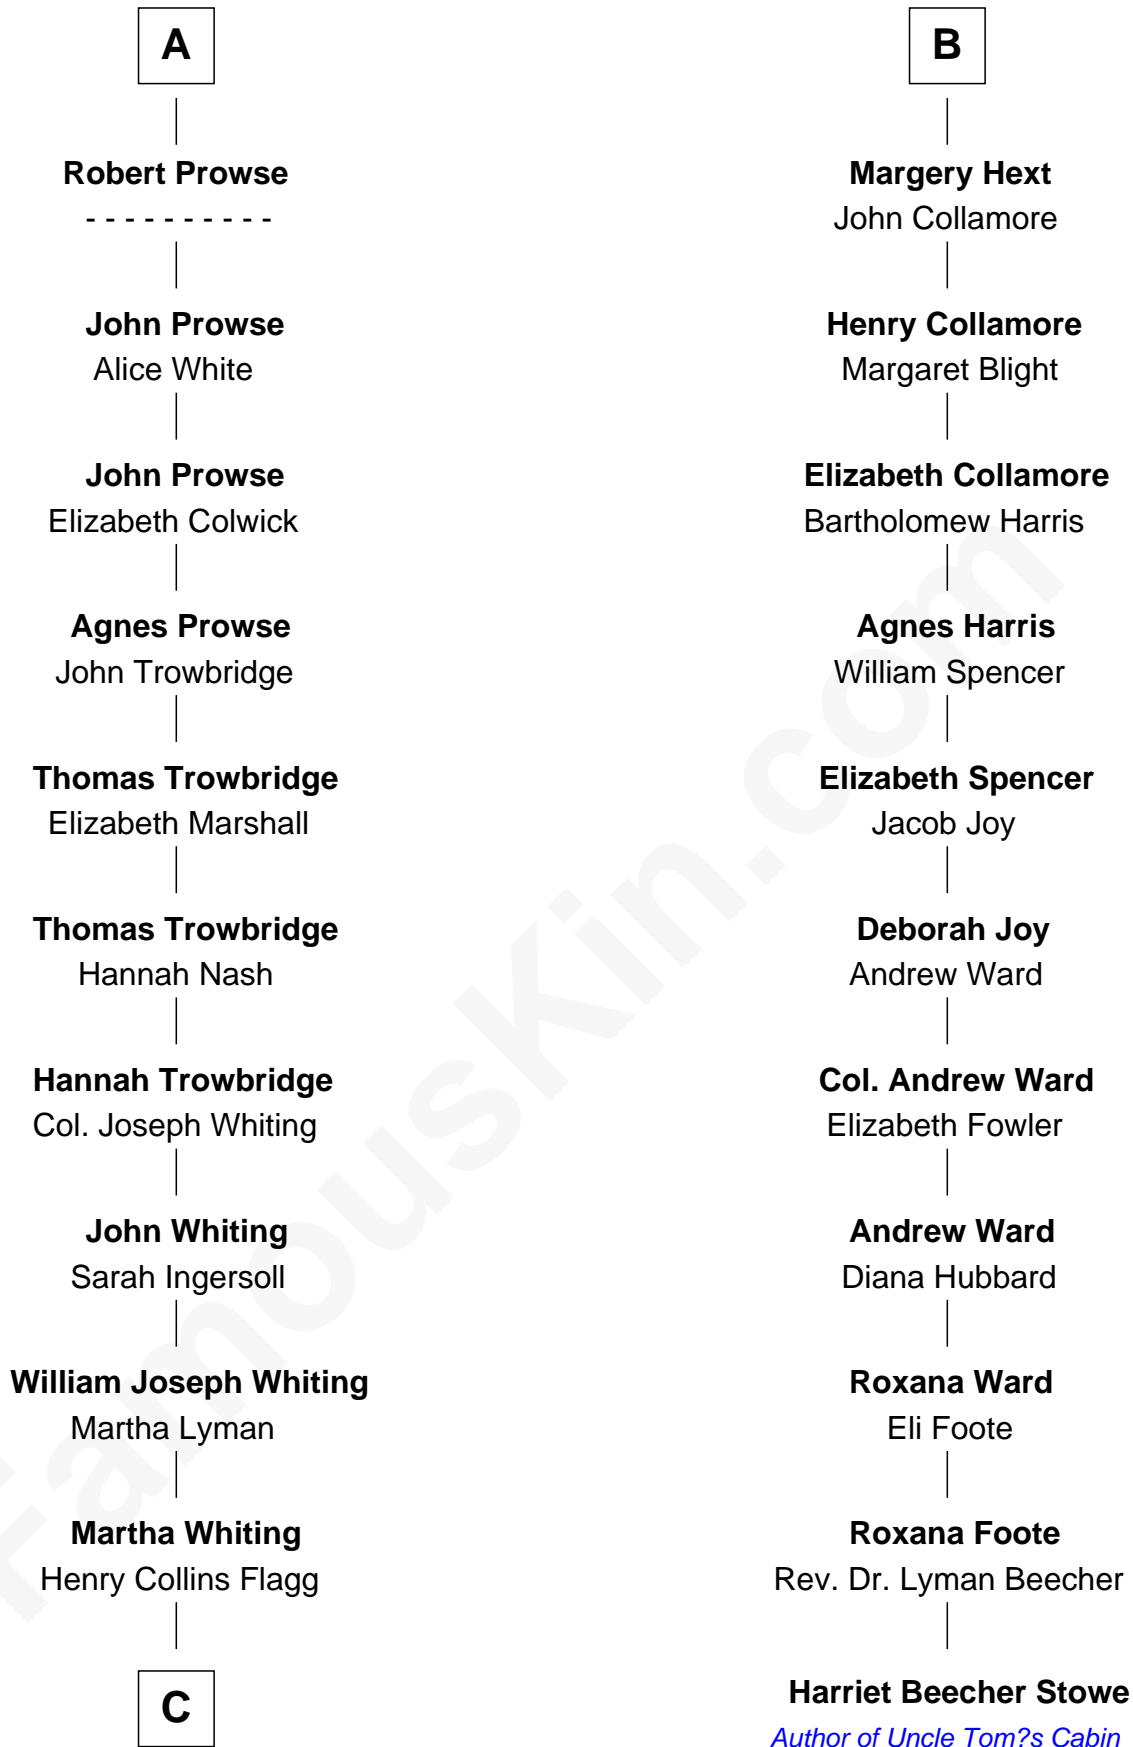 A
Robert Prowse
- - - - - - - - - -
John Prowse
Alice White
John Prowse
Elizabeth Colwick
Agnes Prowse
John Trowbridge
Thomas Trowbridge
Elizabeth Marshall
Thomas Trowbridge
Hannah Nash
Hannah Trowbridge
Col. Joseph Whiting
John Whiting
Sarah Ingersoll
William Joseph Whiting
Martha Lyman
Martha Whiting
Henry Collins Flagg
C
B
Margery Hext
John Collamore
Henry Collamore
Margaret Blight
Elizabeth Collamore
Bartholomew Harris
Agnes Harris
William Spencer
Elizabeth Spencer
Jacob Joy
Deborah Joy
Andrew Ward
Col. Andrew Ward
Elizabeth Fowler
Andrew Ward
Diana Hubbard
Roxana Ward
Eli Foote
Roxana Foote
Rev. Dr. Lyman Beecher
Harriet Beecher Stowe
Author of Uncle Tom?s Cabin
FamousKin.com